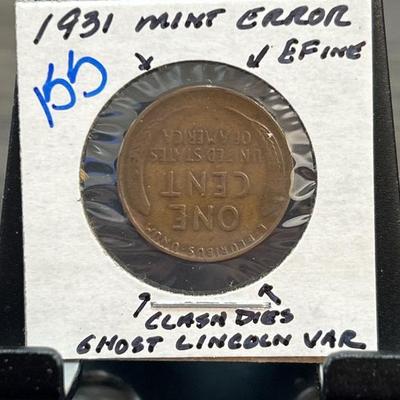 1931 MINT ERROR
EFINE
155
E·PLURIBUS·UNUM
ONE
CENT
UNITED STATES
OF AMERICA
CLASH DIES
GHOST LINCOLN VAR